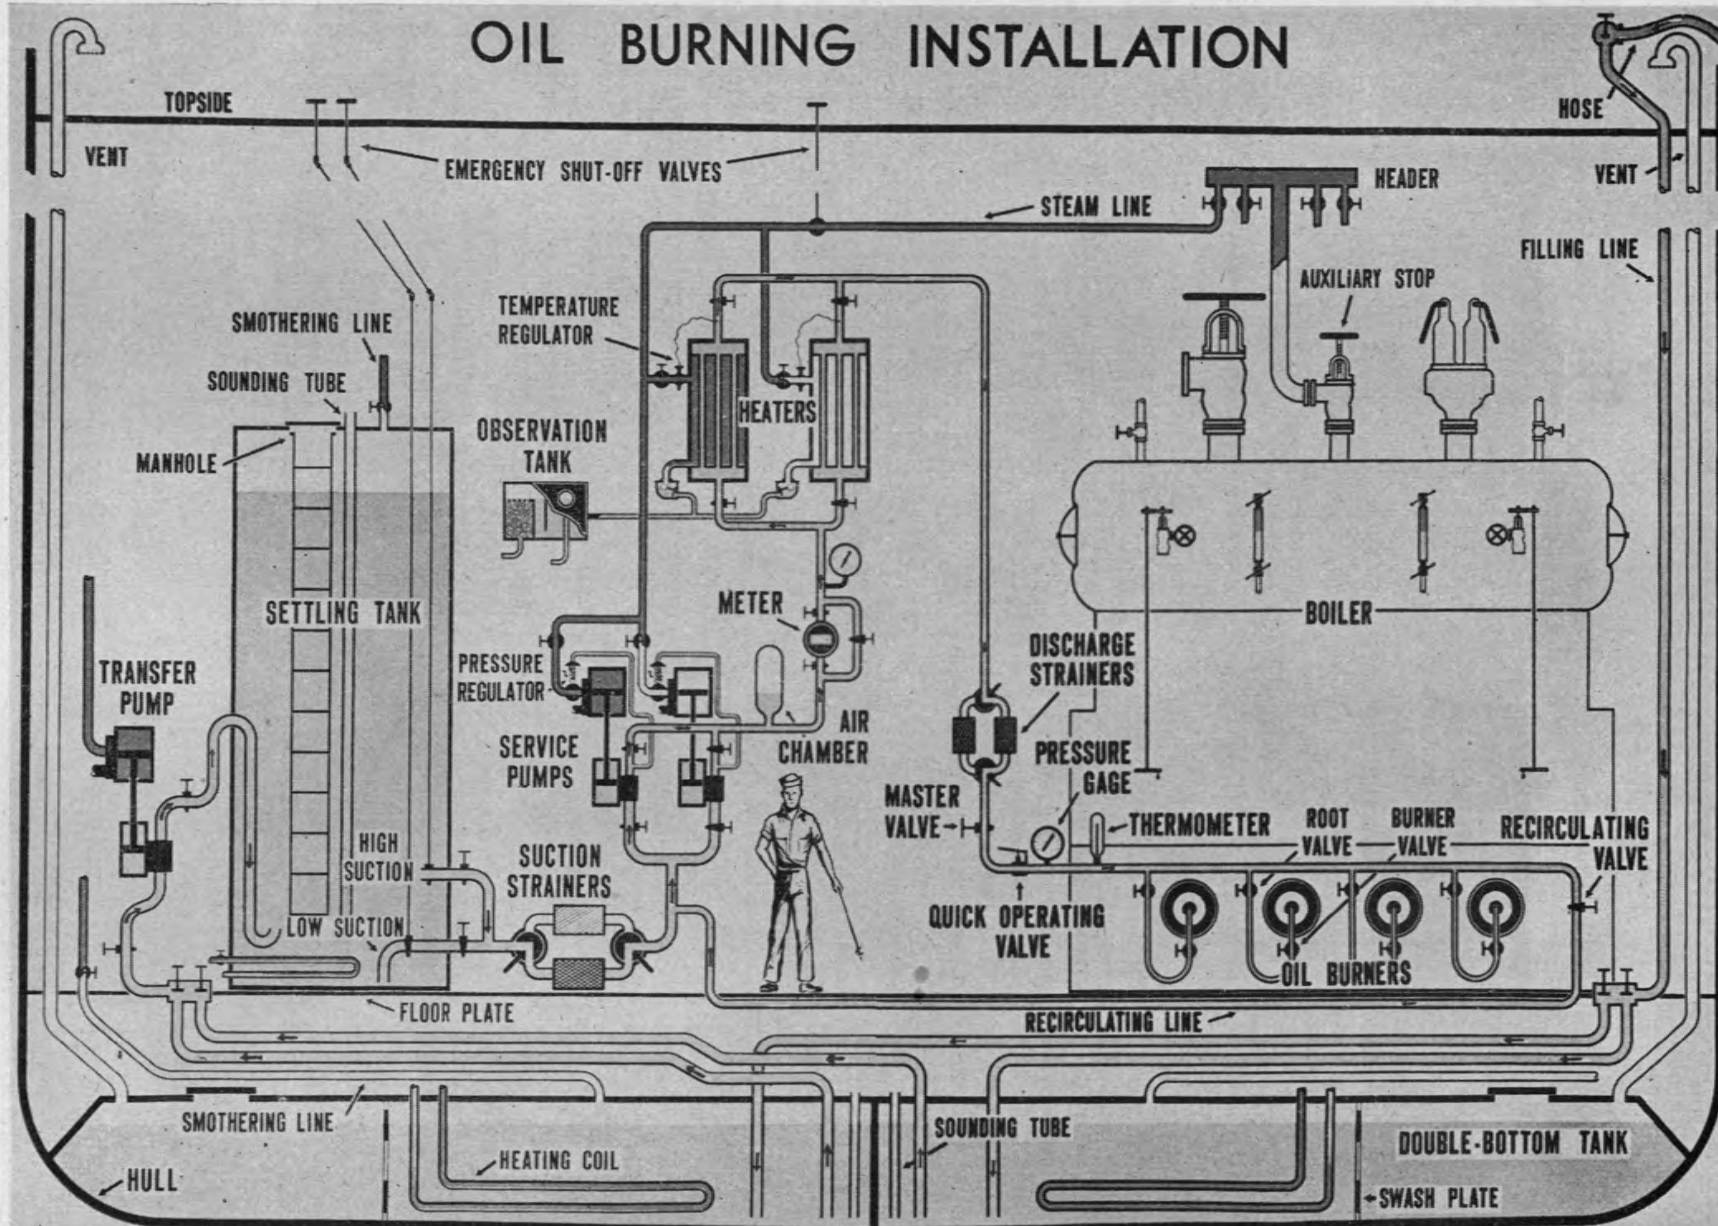 OIL BURNING INSTALLATION
TOPSIDE
VENT
EMERGENCY SHUT-OFF VALVES
HOSE
VENT
HEADER
STEAM LINE
FILLING LINE
AUXILIARY STOP
TEMPERATURE
REGULATOR
SMOTHERING LINE
SOUNDING TUBE
MANHOLE
HEATERS
OBSERVATION
TANK
SETTLING TANK
METER
BOILER
TRANSFER
PUMP
PRESSURE
REGULATOR
DISCHARGE
STRAINERS
AIR
CHAMBER
SERVICE
PUMPS
PRESSURE
GAGE
MASTER
VALVE
THERMOMETER
ROOT
VALVE
BURNER
VALVE
RECIRCULATING
VALVE
HIGH
SUCTION
SUCTION
STRAINERS
LOW SUCTION
QUICK OPERATING
VALVE
OIL BURNERS
FLOOR PLATE
RECIRCULATING LINE
SMOTHERING LINE
SOUNDING TUBE
DOUBLE-BOTTOM TANK
HEATING COIL
HULL
SWASH PLATE